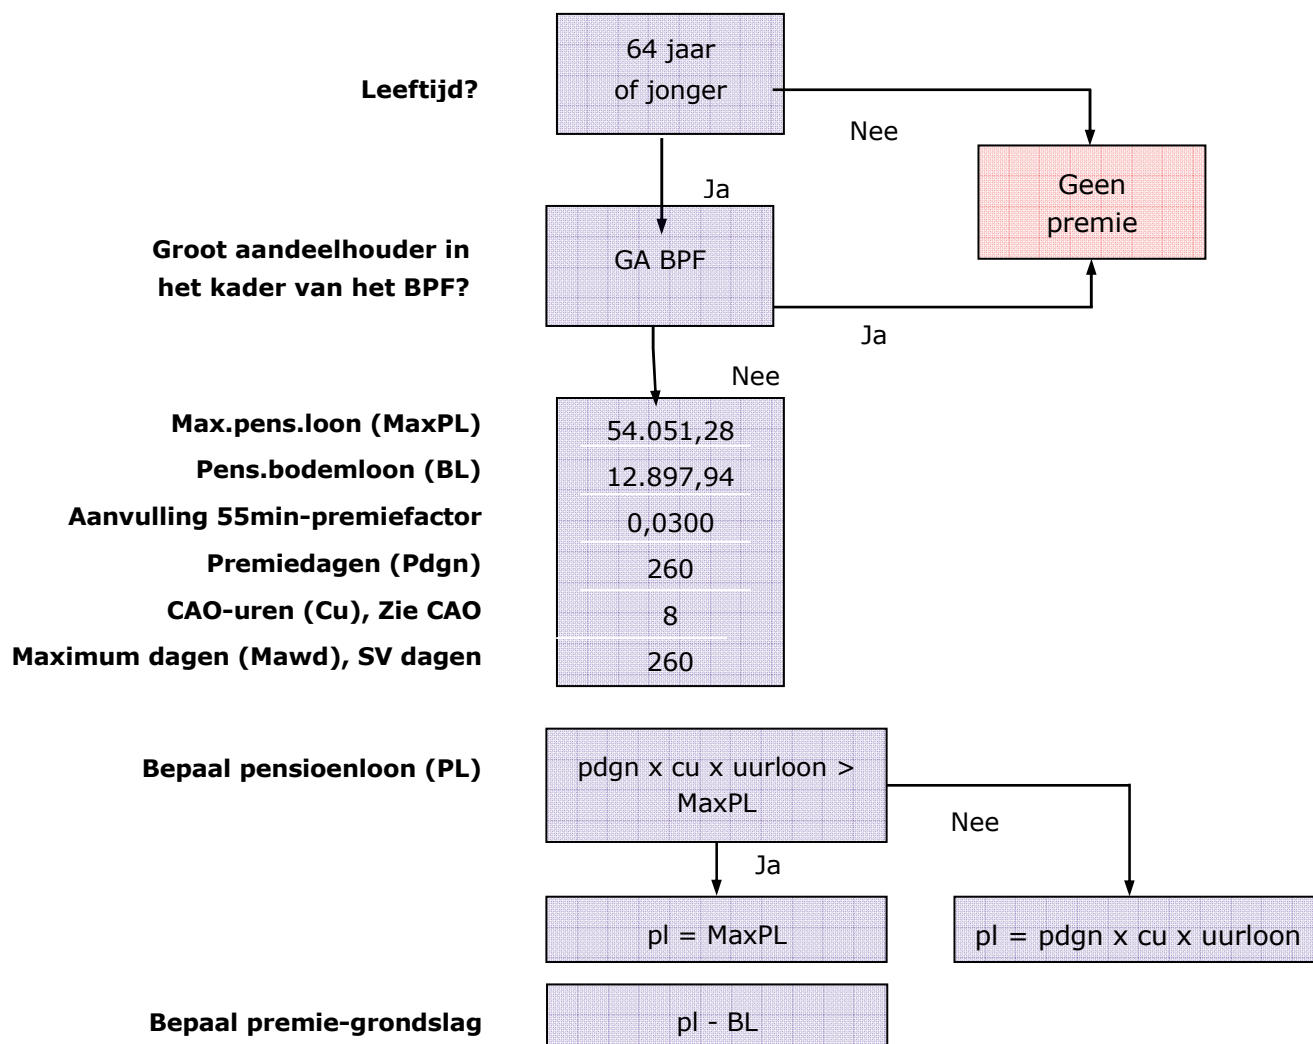 64 jaar
of jonger
Leeftijd?
Nee
Geen
premie
Ja
Groot aandeelhouder in
het kader van het BPF?
GA BPF
Ja
Nee
Max.pens.loon (MaxPL)
54.051,28
Pens.bodemloon (BL)
12.897,94
Aanvulling 55min-premiefactor
0,0300
Premiedagen (Pdgn)
260
CAO-uren (Cu), Zie CAO
8
Maximum dagen (Mawd), SV dagen
260
Bepaal pensioenloon (PL)
pdgn x cu x uurloon >
MaxPL
Nee
Ja
pl = MaxPL
pl = pdgn x cu x uurloon
Bepaal premie-grondslag
pl - BL